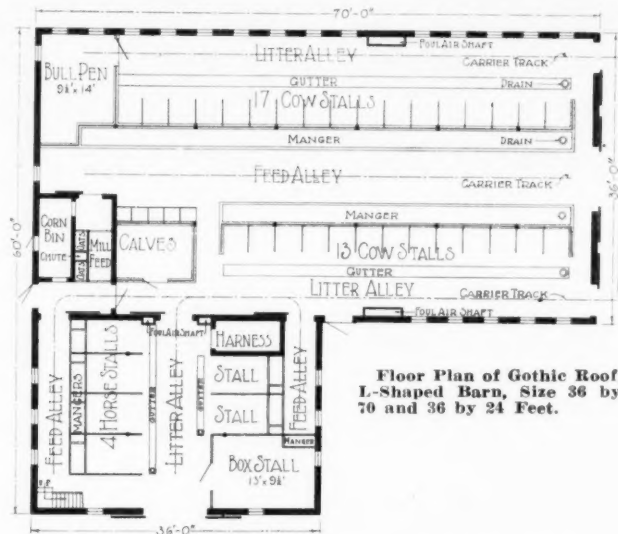 70'-0"
LITTER ALLEY
FOUL AIR SHAFT
CARRIER TRACK
BULL PEN
9½' x 14'
GUTTER
DRAIN
17 COW STALLS
MANGER
DRAIN
FEED ALLEY
CARRIER TRACK
36'-0"
60'-0"
MANGER
CORN BIN
CHUTE
OATS
OATS
MILL FEED
CALVES
13 COW STALLS
GUTTER
LITTER ALLEY
CARRIER TRACK
FOUL AIR SHAFT
FOUL AIR SHAFT
HARNESS
FEED ALLEY
MANGERS
4 HORSE STALLS
GUTTER
LITTER ALLEY
GUTTER
STALL
STALL
FEED ALLEY
MANGER
BOX STALL
13' x 9½'
UP
36'-0"
Floor Plan of Gothic Roof
L-Shaped Barn, Size 36 by
70 and 36 by 24 Feet.